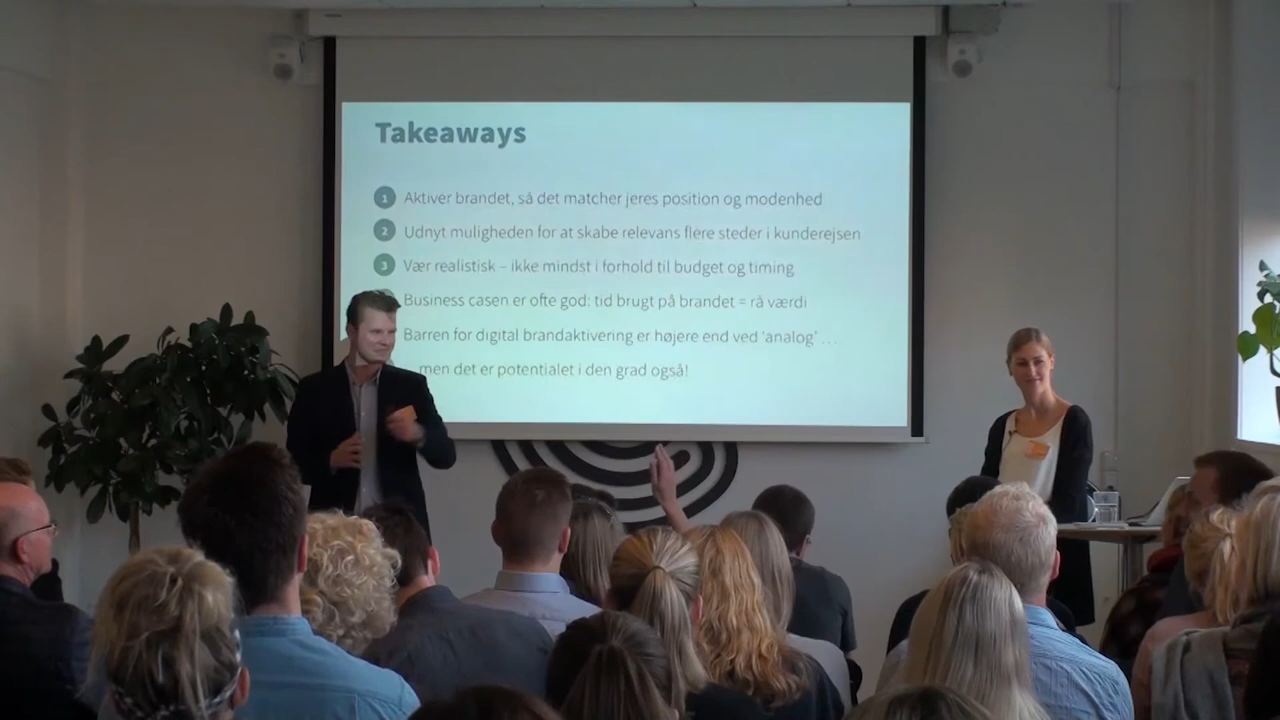 Takeaways
1 Aktiver brandet, så det matcher jeres position og modenhed
2 Udnyt muligheden for at skabe relevans flere steder i kunderejsen
3 Vær realistisk – ikke mindst i forhold til budget og timing
Business casen er ofte god: tid brugt på brandet = rå værdi
Barren for digital brandaktivering er højere end ved 'analog' …
men det er potentialet i den grad også!